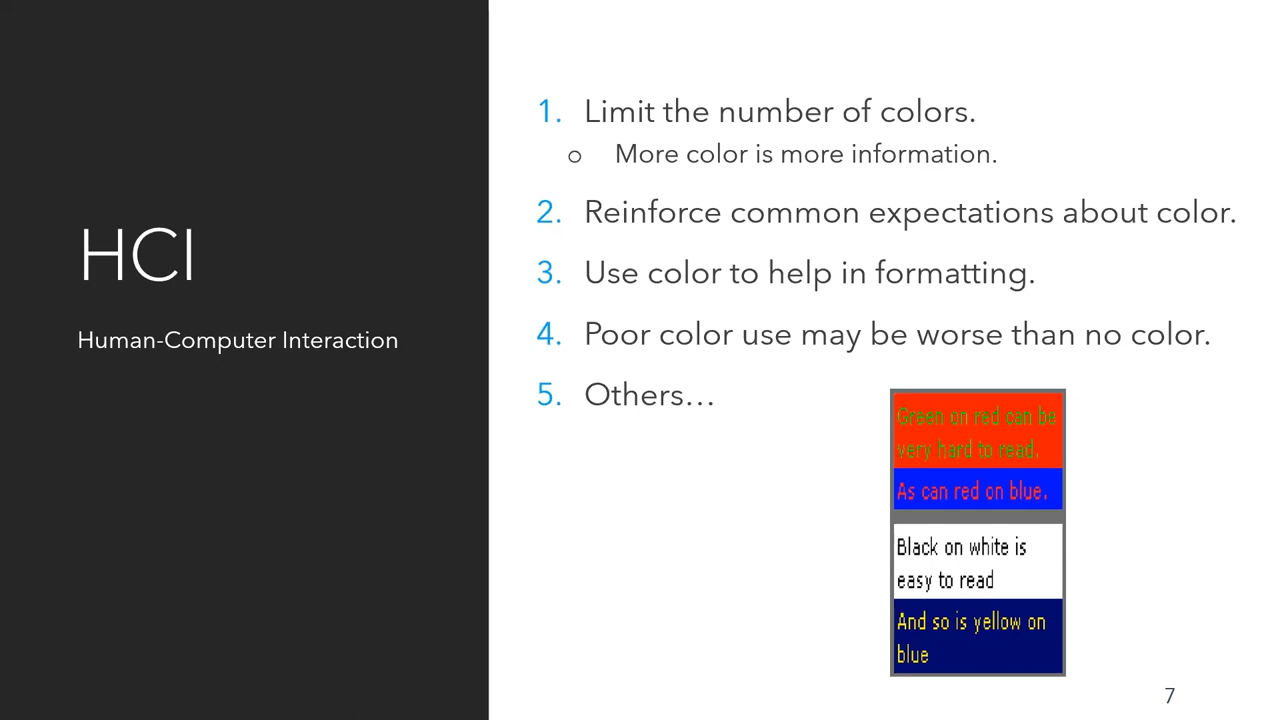 HCI
Human-Computer Interaction
1. Limit the number of colors.
o More color is more information.
2. Reinforce common expectations about color.
3. Use color to help in formatting.
4. Poor color use may be worse than no color.
5. Others…
Green on red can be
very hard to read.
As can red on blue.
Black on white is
easy to read
And so is yellow on
blue
7